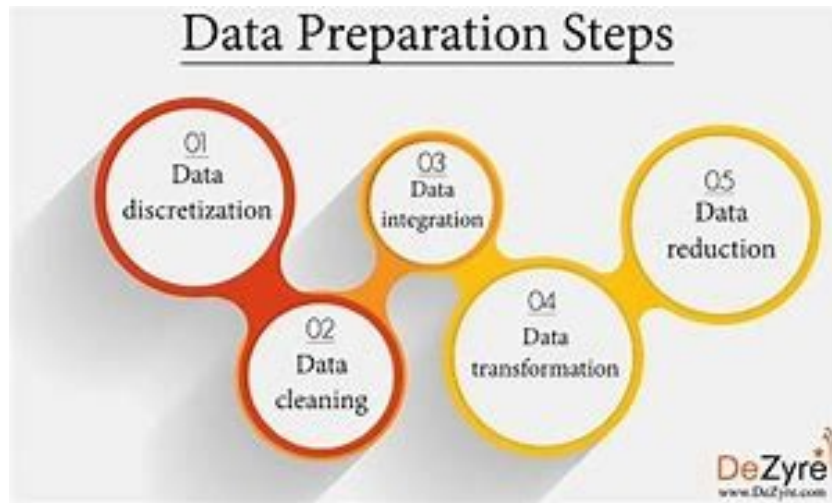 Data Preparation Steps
01
Data
discretization
02
Data
cleaning
03
Data
integration
04
Data
transformation
05
Data
reduction
DeZyre
www.DeZyre.com